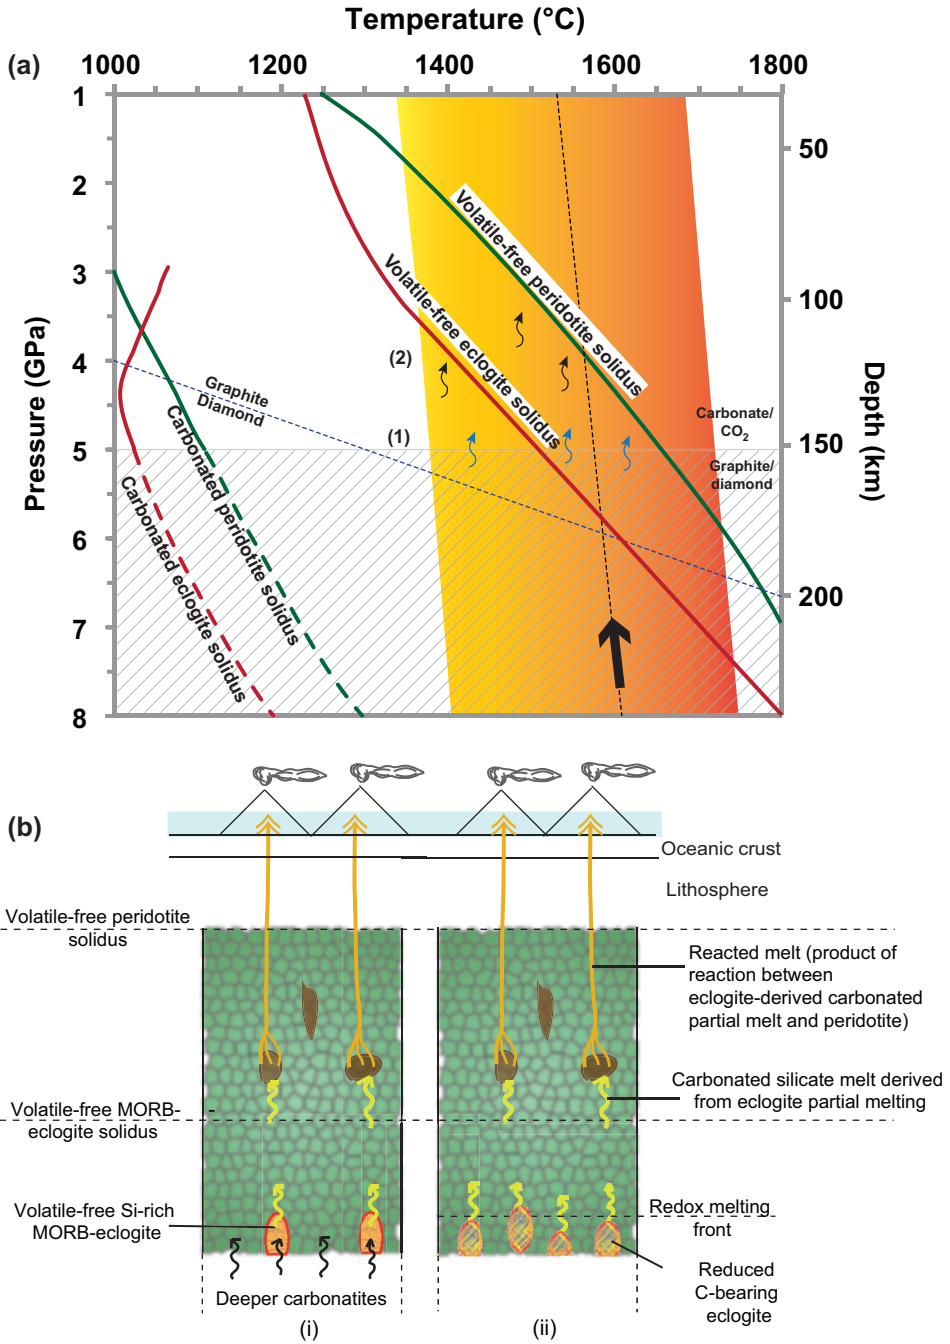 Temperature (°C)
(a)
1000 1200 1400 1600 1800
1
2
3
4
5
6
7
8
Pressure (GPa)
50
100
150
200
Depth (km)
Volatile-free peridotite solidus
Volatile-free eclogite solidus
(2)
(1)
Graphite
Diamond
Carbonate/
CO2
Graphite/
diamond
Carbonated peridotite solidus
Carbonated eclogite solidus
(b)
Oceanic crust
Lithosphere
Volatile-free peridotite
solidus
Reacted melt (product of
reaction between
eclogite-derived carbonated
partial melt and peridotite)
Carbonated silicate melt derived
from eclogite partial melting
Volatile-free MORB-
eclogite solidus
Volatile-free Si-rich
MORB-eclogite
Redox melting
front
Reduced
C-bearing
eclogite
Deeper carbonatites
(i)
(ii)